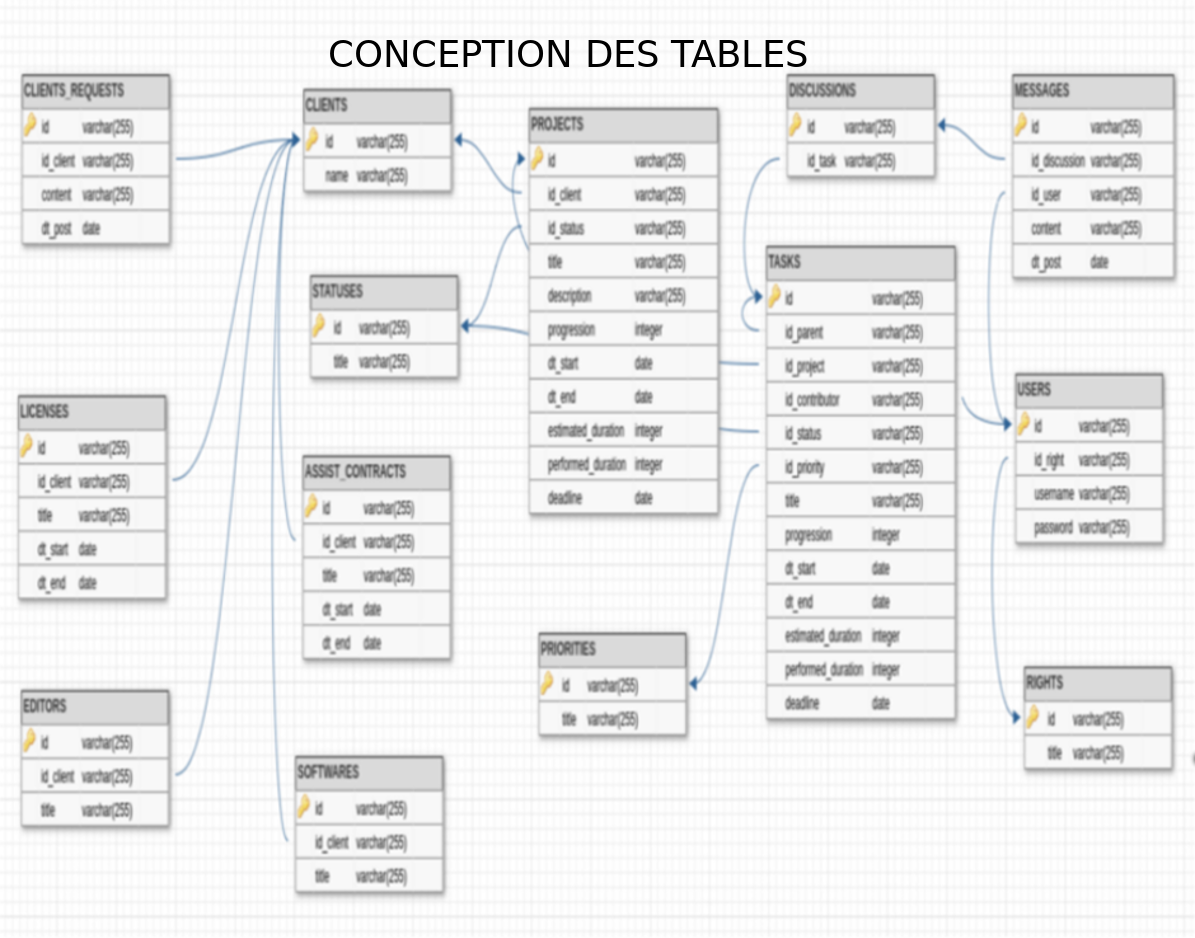 CONCEPTION DES TABLES
CLIENTS_REQUESTS
id varchar(255)
id_client varchar(255)
content varchar(255)
dt_post date
CLIENTS
id varchar(255)
name varchar(255)
PROJECTS
id varchar(255)
id_client varchar(255)
id_status varchar(255)
title varchar(255)
description varchar(255)
progression integer
dt_start date
dt_end date
estimated_duration integer
performed_duration integer
deadline date
DISCUSSIONS
id varchar(255)
id_task varchar(255)
MESSAGES
id varchar(255)
id_discussion varchar(255)
id_user varchar(255)
content varchar(255)
dt_post date
STATUSES
id varchar(255)
title varchar(255)
TASKS
id varchar(255)
id_parent varchar(255)
id_project varchar(255)
id_contributor varchar(255)
id_status varchar(255)
id_priority varchar(255)
title varchar(255)
progression integer
dt_start date
dt_end date
estimated_duration integer
performed_duration integer
deadline date
USERS
id varchar(255)
id_right varchar(255)
username varchar(255)
password varchar(255)
LICENSES
id varchar(255)
id_client varchar(255)
title varchar(255)
dt_start date
dt_end date
ASSIST_CONTRACTS
id varchar(255)
id_client varchar(255)
title varchar(255)
dt_start date
dt_end date
PRIORITIES
id varchar(255)
title varchar(255)
RIGHTS
id varchar(255)
title varchar(255)
EDITORS
id varchar(255)
id_client varchar(255)
title varchar(255)
SOFTWARES
id varchar(255)
id_client varchar(255)
title varchar(255)